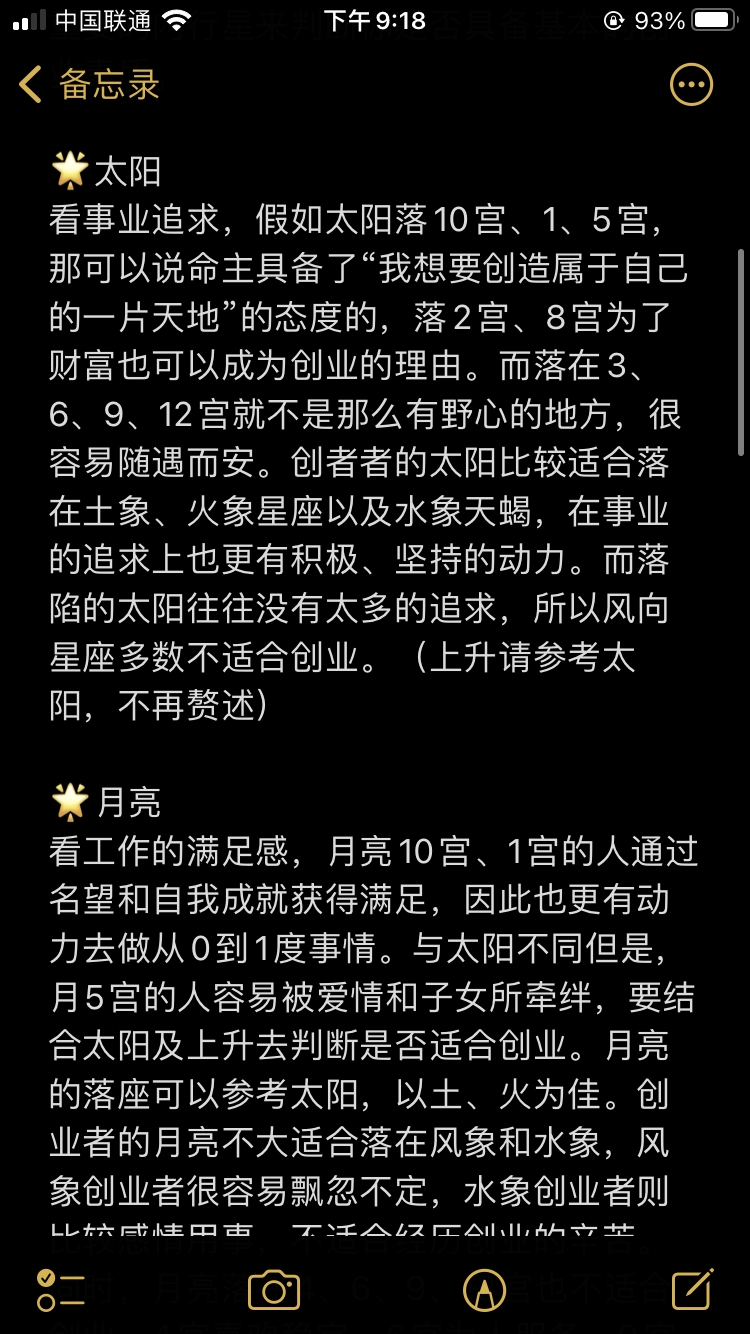 中国联通
下午9:18
93%
备忘录
🌟太阳
看事业追求，假如太阳落10宫、1、5宫，
那可以说命主具备了“我想要创造属于自己
的一片天地”的态度的，落2宫、8宫为了
财富也可以成为创业的理由。而落在3、
6、9、12宫就不是那么有野心的地方，很
容易随遇而安。创者者的太阳比较适合落
在土象、火象星座以及水象天蝎，在事业
的追求上也更有积极、坚持的动力。而落
陷的太阳往往没有太多的追求，所以风向
星座多数不适合创业。（上升请参考太
阳，不再赘述）
🌟月亮
看工作的满足感，月亮10宫、1宫的人通过
名望和自我成就获得满足，因此也更有动
力去做从0到1度事情。与太阳不同但是，
月5宫的人容易被爱情和子女所牵绊，要结
合太阳及上升去判断是否适合创业。月亮
的落座可以参考太阳，以土、火为佳。创
业者的月亮不大适合落在风象和水象，风
象创业者很容易飘忽不定，水象创业者则
比较感情用事，不适合经历创业的辛苦。